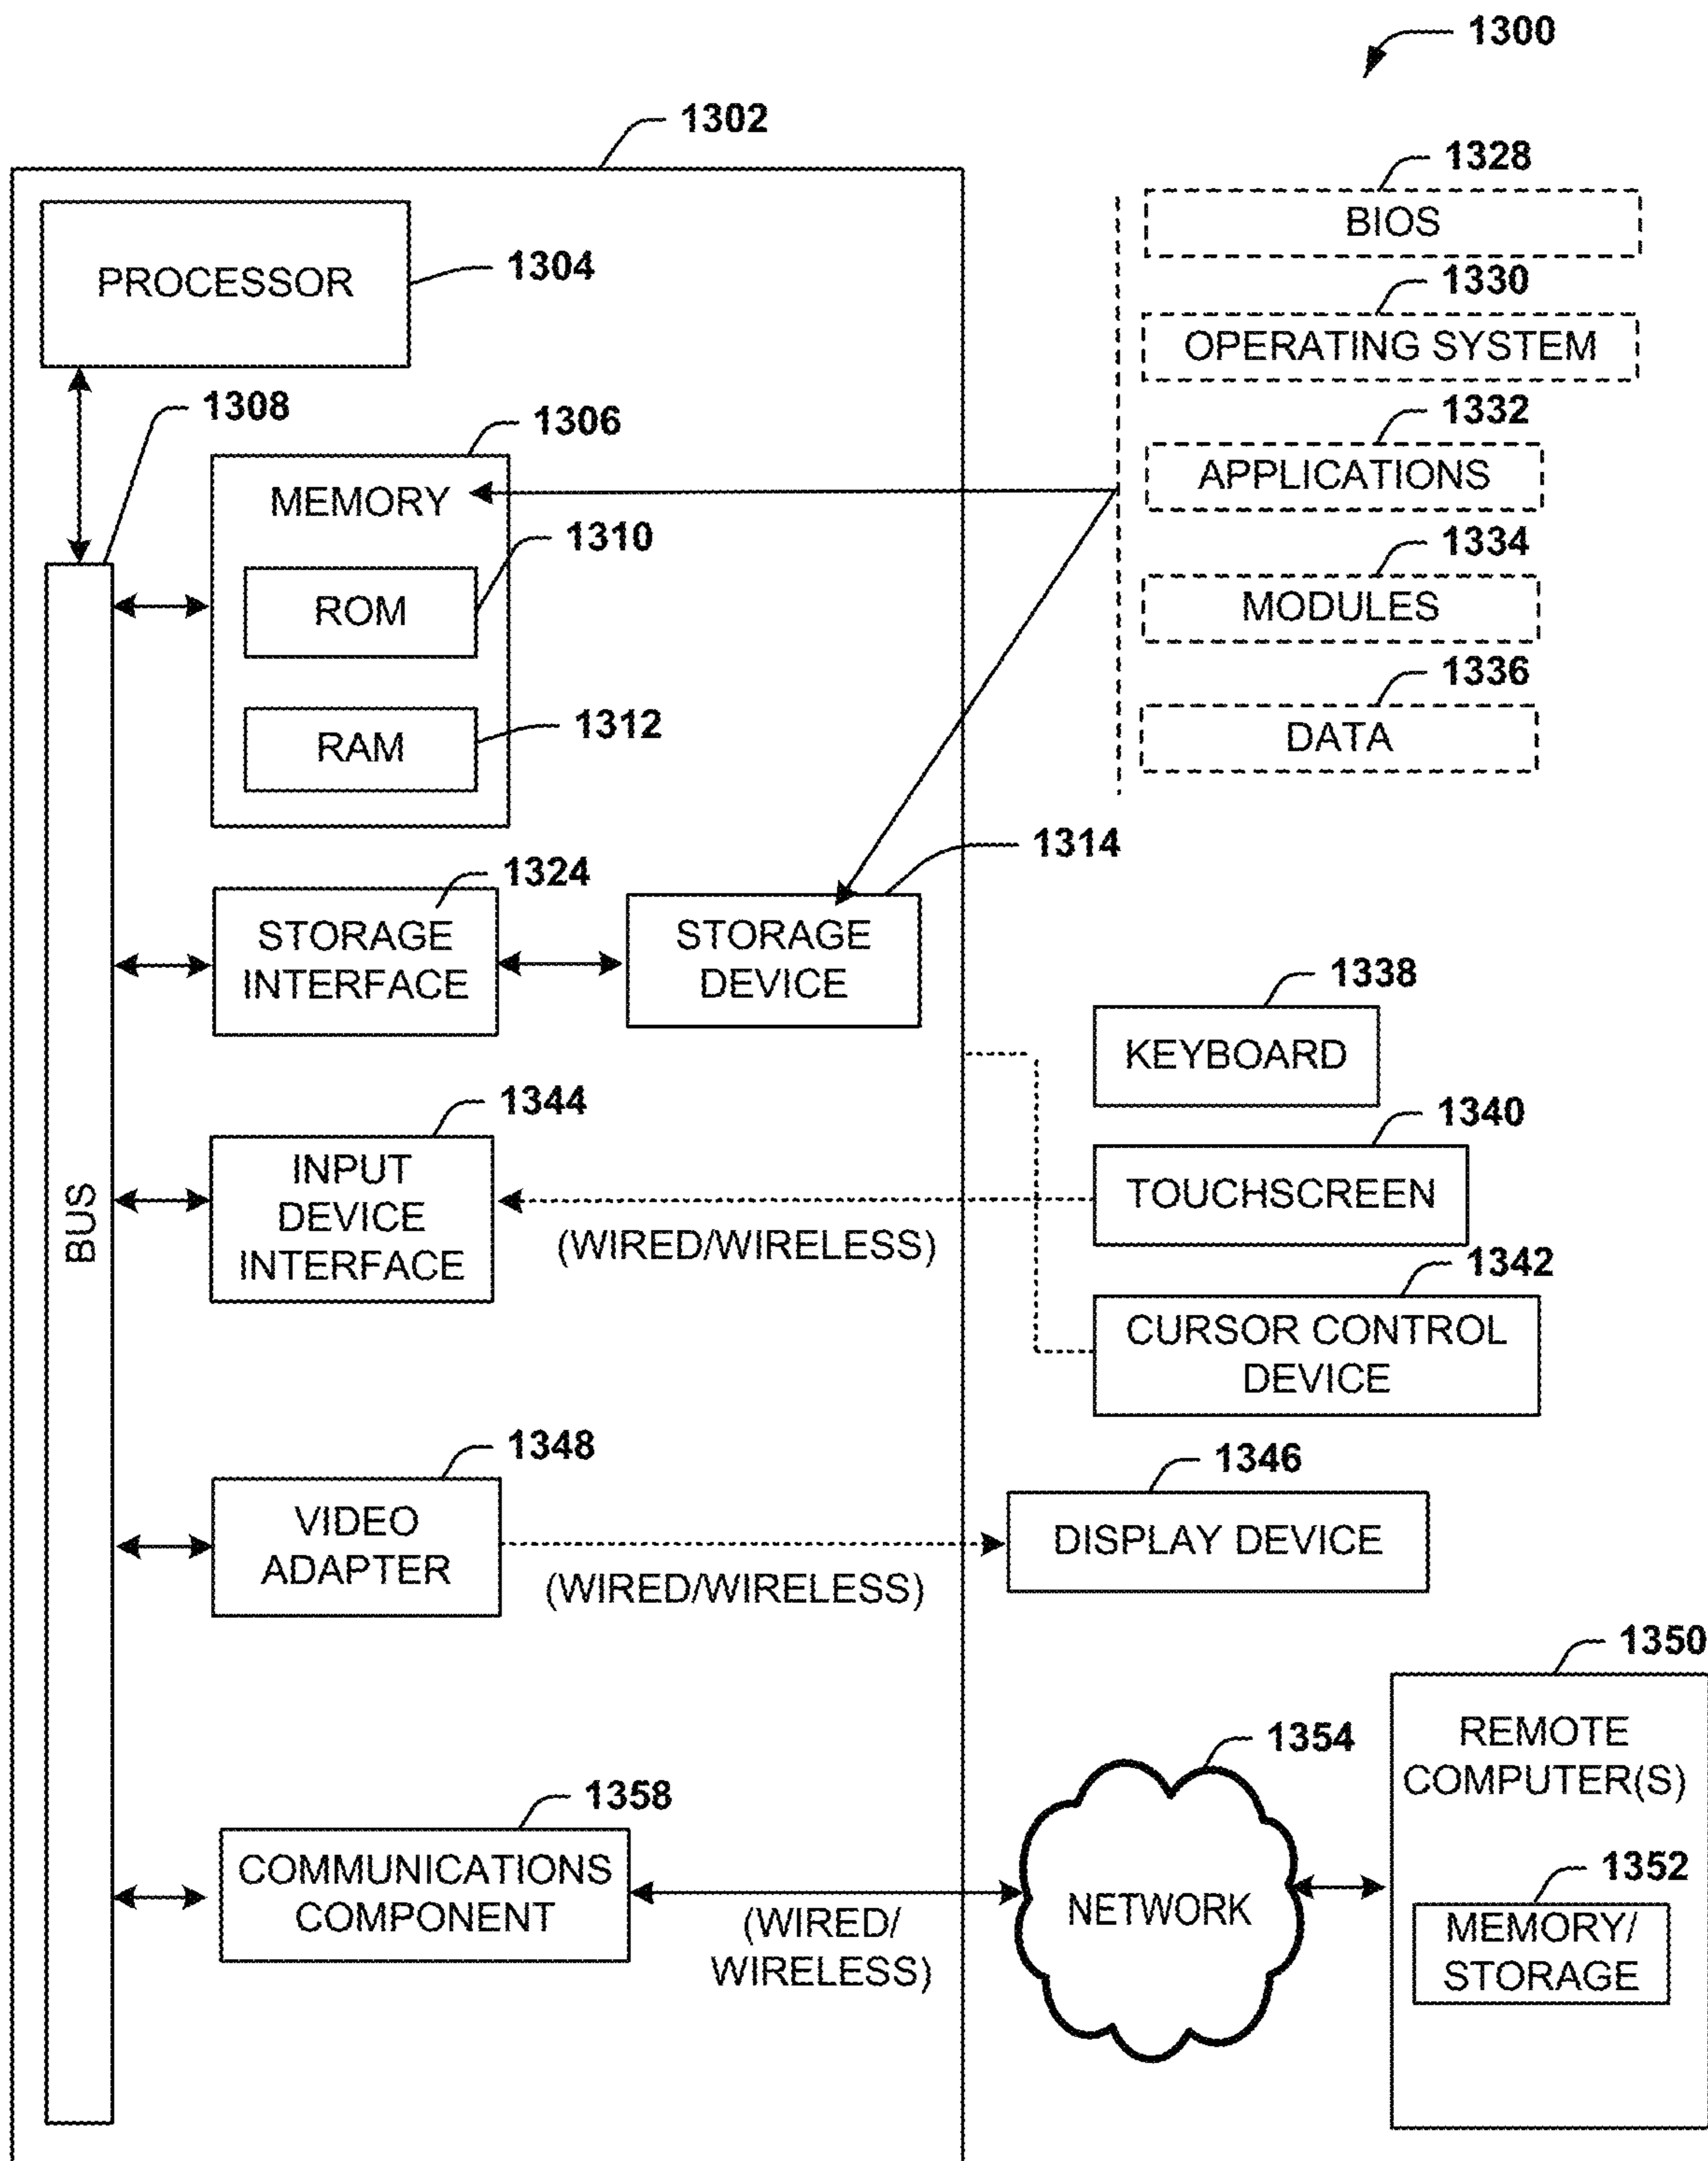 1300
1302
1328
BIOS
PROCESSOR
1304
1330
OPERATING SYSTEM
1308
1306
1332
MEMORY
APPLICATIONS
1310
1334
ROM
MODULES
1336
1312
RAM
DATA
1314
1324
STORAGE
INTERFACE
STORAGE
DEVICE
1338
KEYBOARD
1344
1340
INPUT
DEVICE
INTERFACE
TOUCHSCREEN
BUS
(WIRED/WIRELESS)
1342
CURSOR CONTROL
DEVICE
1348
1346
VIDEO
ADAPTER
DISPLAY DEVICE
(WIRED/WIRELESS)
1350
REMOTE
COMPUTER(S)
1354
1358
COMMUNICATIONS
COMPONENT
1352
NETWORK
(WIRED/
WIRELESS)
MEMORY/
STORAGE